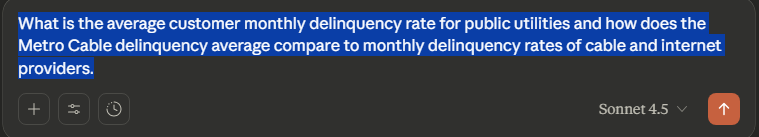 What is the average customer monthly delinquency rate for public utilities and how does the
Metro Cable delinquency average compare to monthly delinquency rates of cable and internet
providers.
Sonnet 4.5